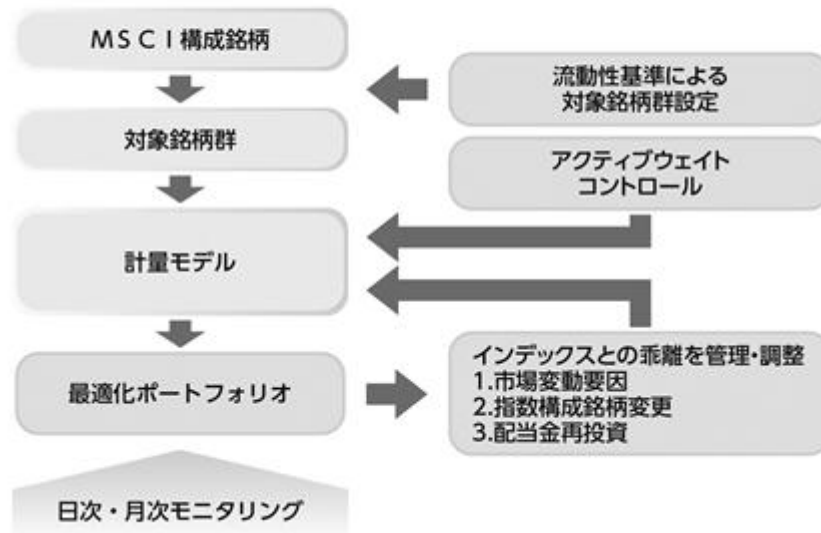 ＭＳＣＩ構成銘柄
流動性基準による
対象銘柄群設定
対象銘柄群
アクティブウェイト
コントロール
計量モデル
最適化ポートフォリオ
インデックスとの乖離を管理・調整
1.市場変動要因
2.指数構成銘柄変更
3.配当金再投資
日次・月次モニタリング